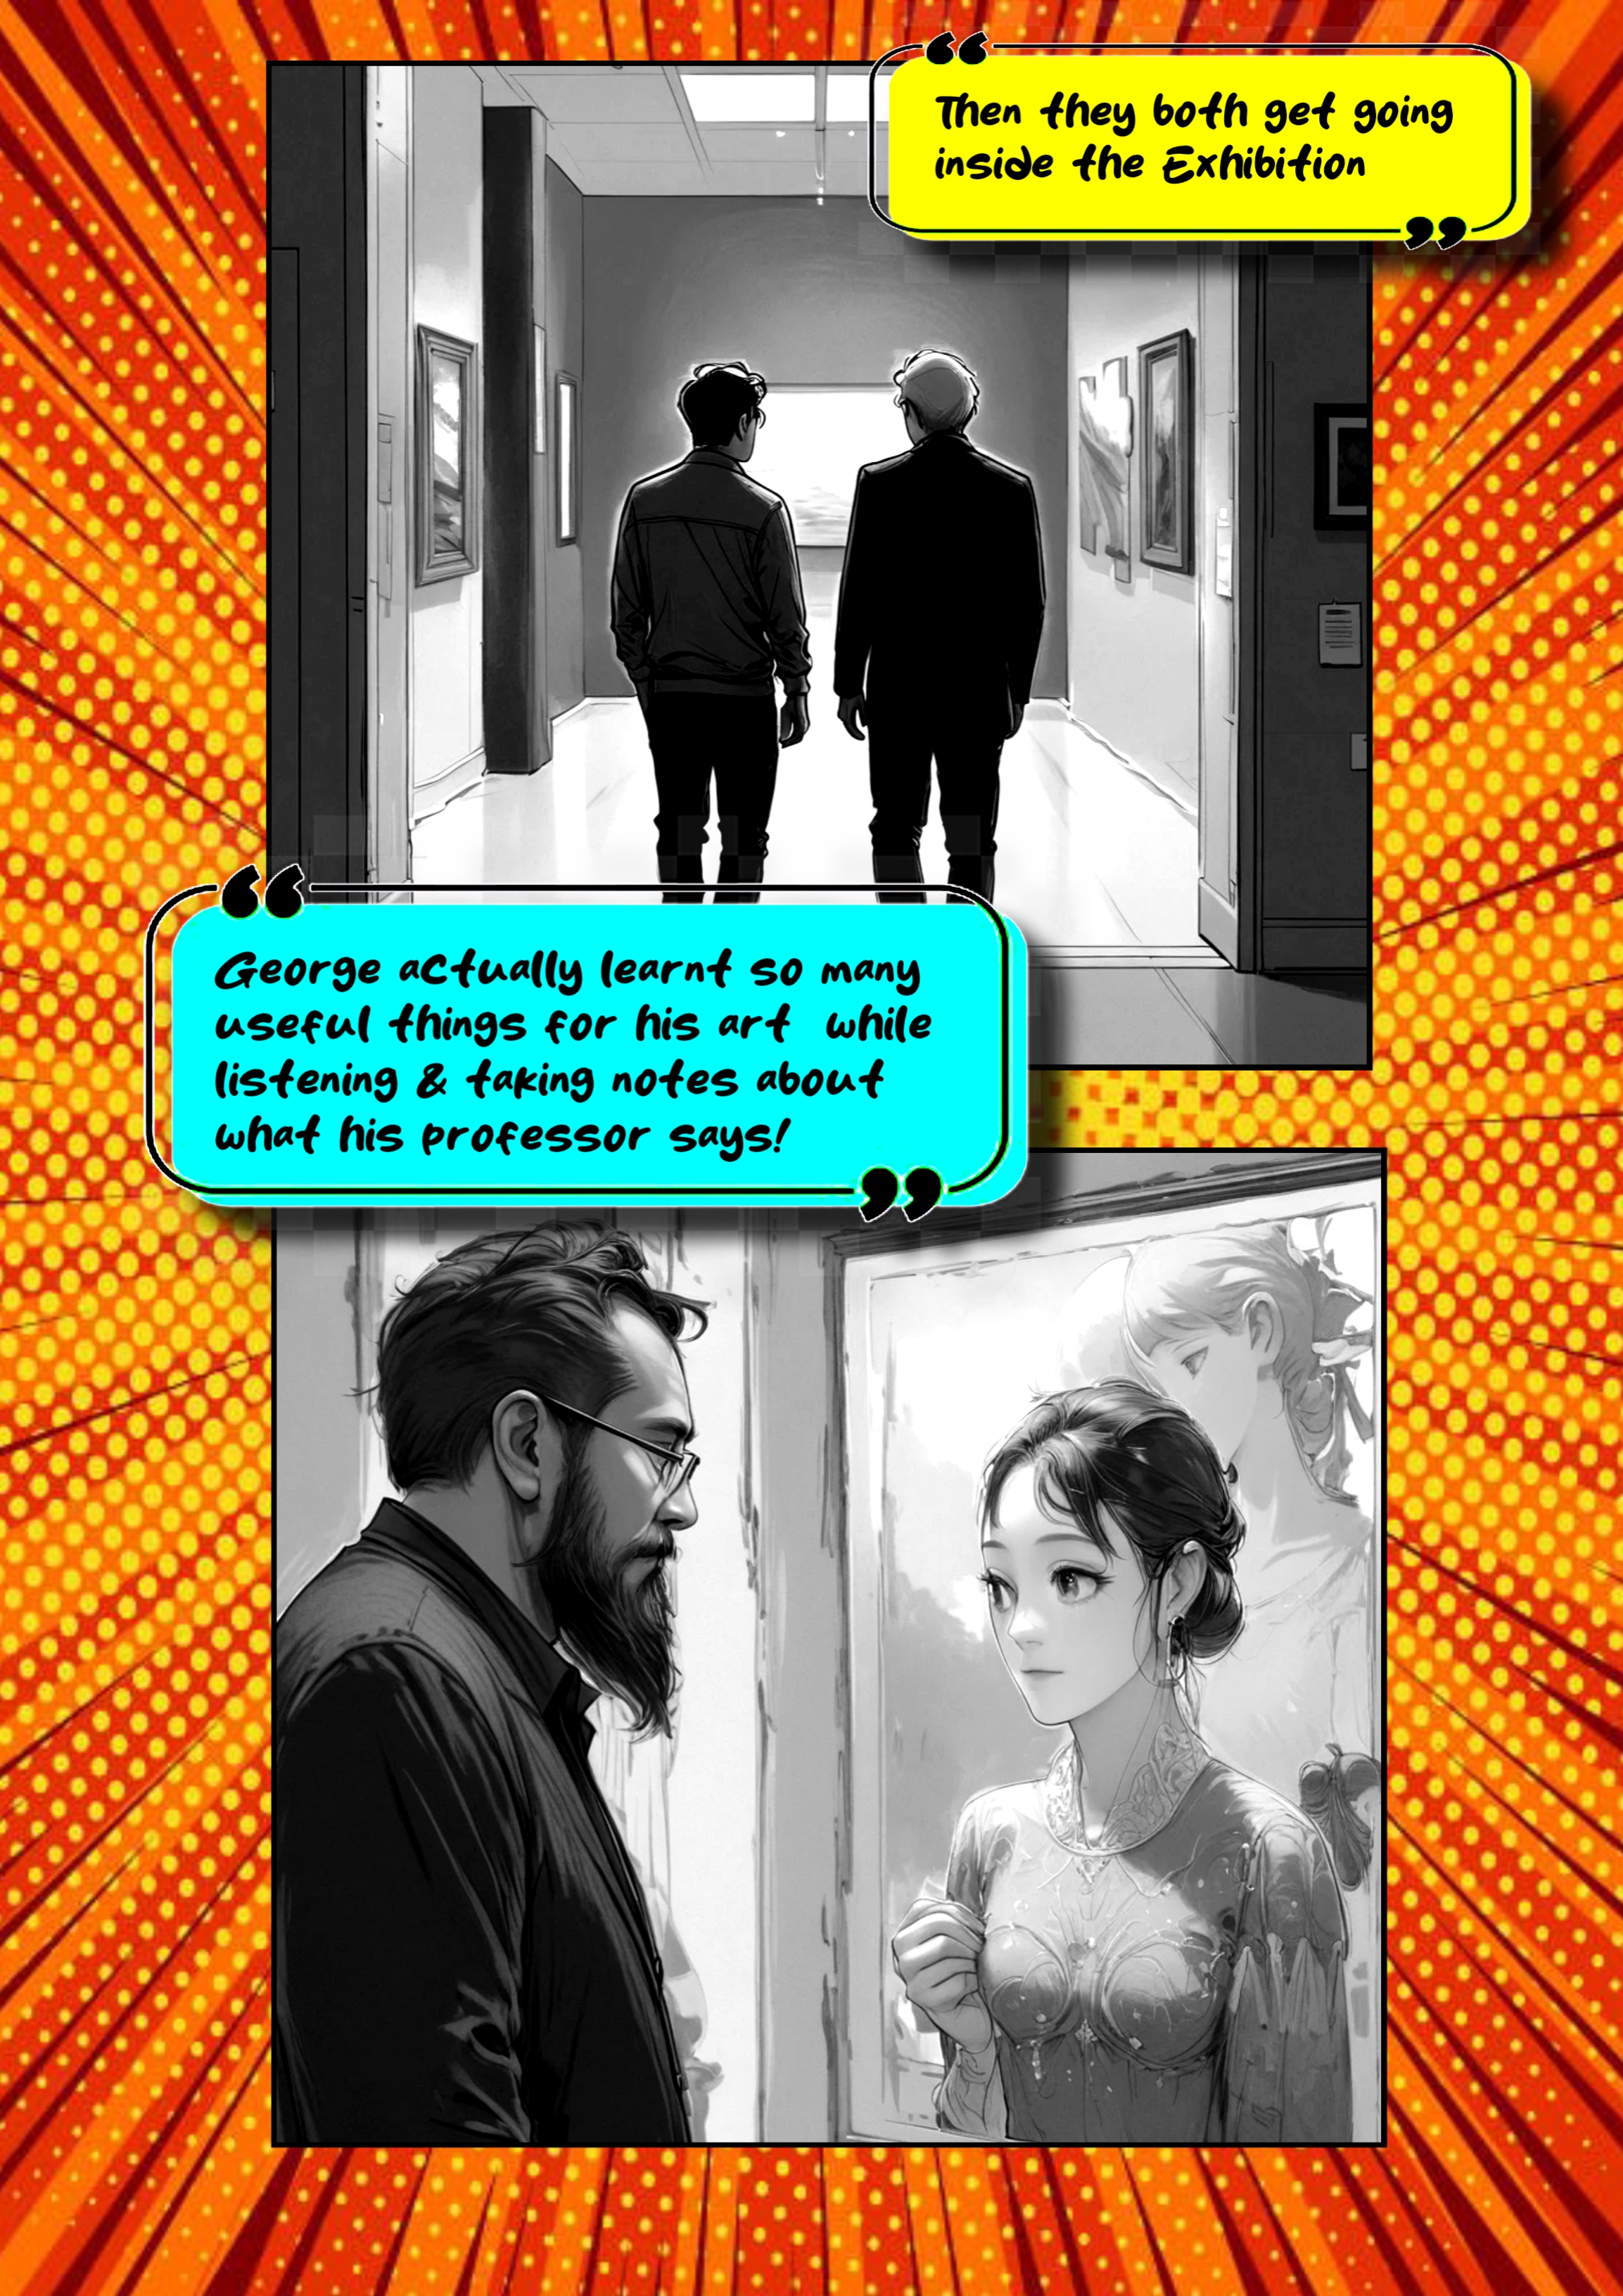 Then they both get going
inside the Exhibition
George actually learnt so many
useful things for his art while
listening & taking notes about
what his professor says!